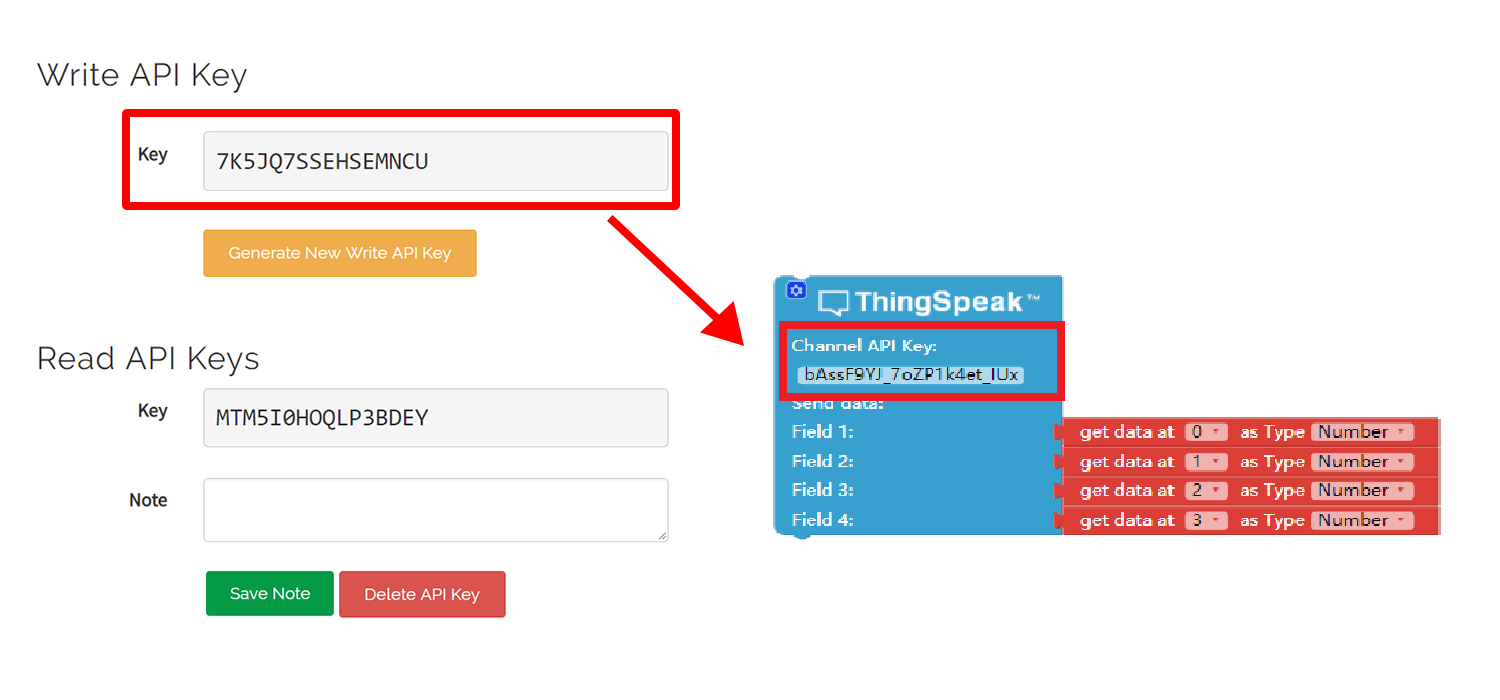 Write API Key
Key
7K5JQ7SSEHSEMNCU
Generate New Write API Key
Read API Keys
Key
MTM5I0HOQLP3BDEY
Note
Save Note
Delete API Key
ThingSpeak™
Channel API Key:
bAssF9YJ_7oZP1k4et_IUx
Send data:
Field 1: get data at 0 as Type Number
Field 2: get data at 1 as Type Number
Field 3: get data at 2 as Type Number
Field 4: get data at 3 as Type Number